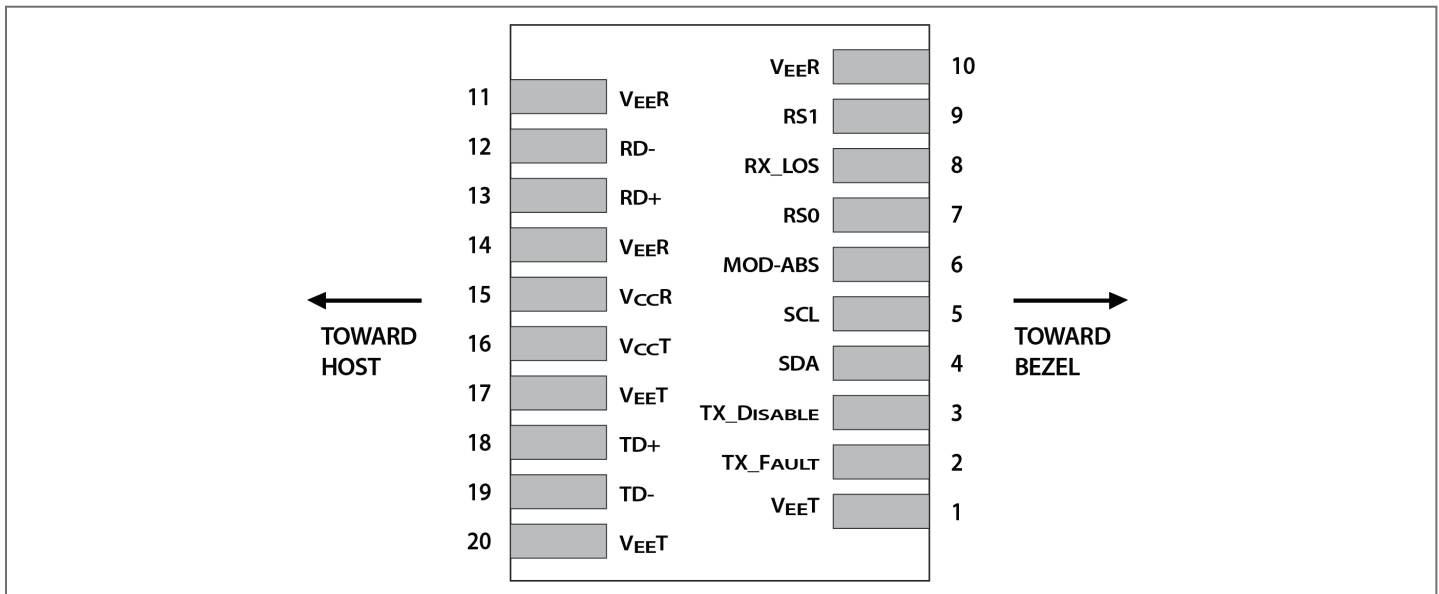 VEER 10
11 VEER
RS1 9
12 RD-
RX_LOS 8
13 RD+
RS0 7
14 VEER
MOD-ABS 6
15 VCCR
SCL 5
16 VCCT
SDA 4
17 VEET
TX_DISABLE 3
18 TD+
TX_FAULT 2
19 TD-
VEET 1
20 VEET
TOWARD
HOST
TOWARD
BEZEL